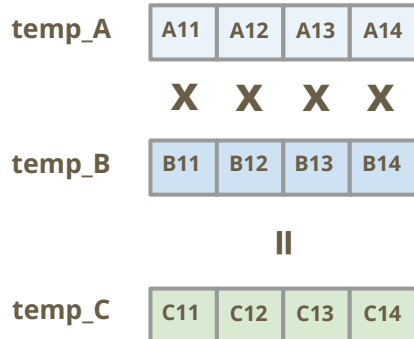 temp_A A11 A12 A13 A14
X X X X
temp_B B11 B12 B13 B14
=
temp_C C11 C12 C13 C14